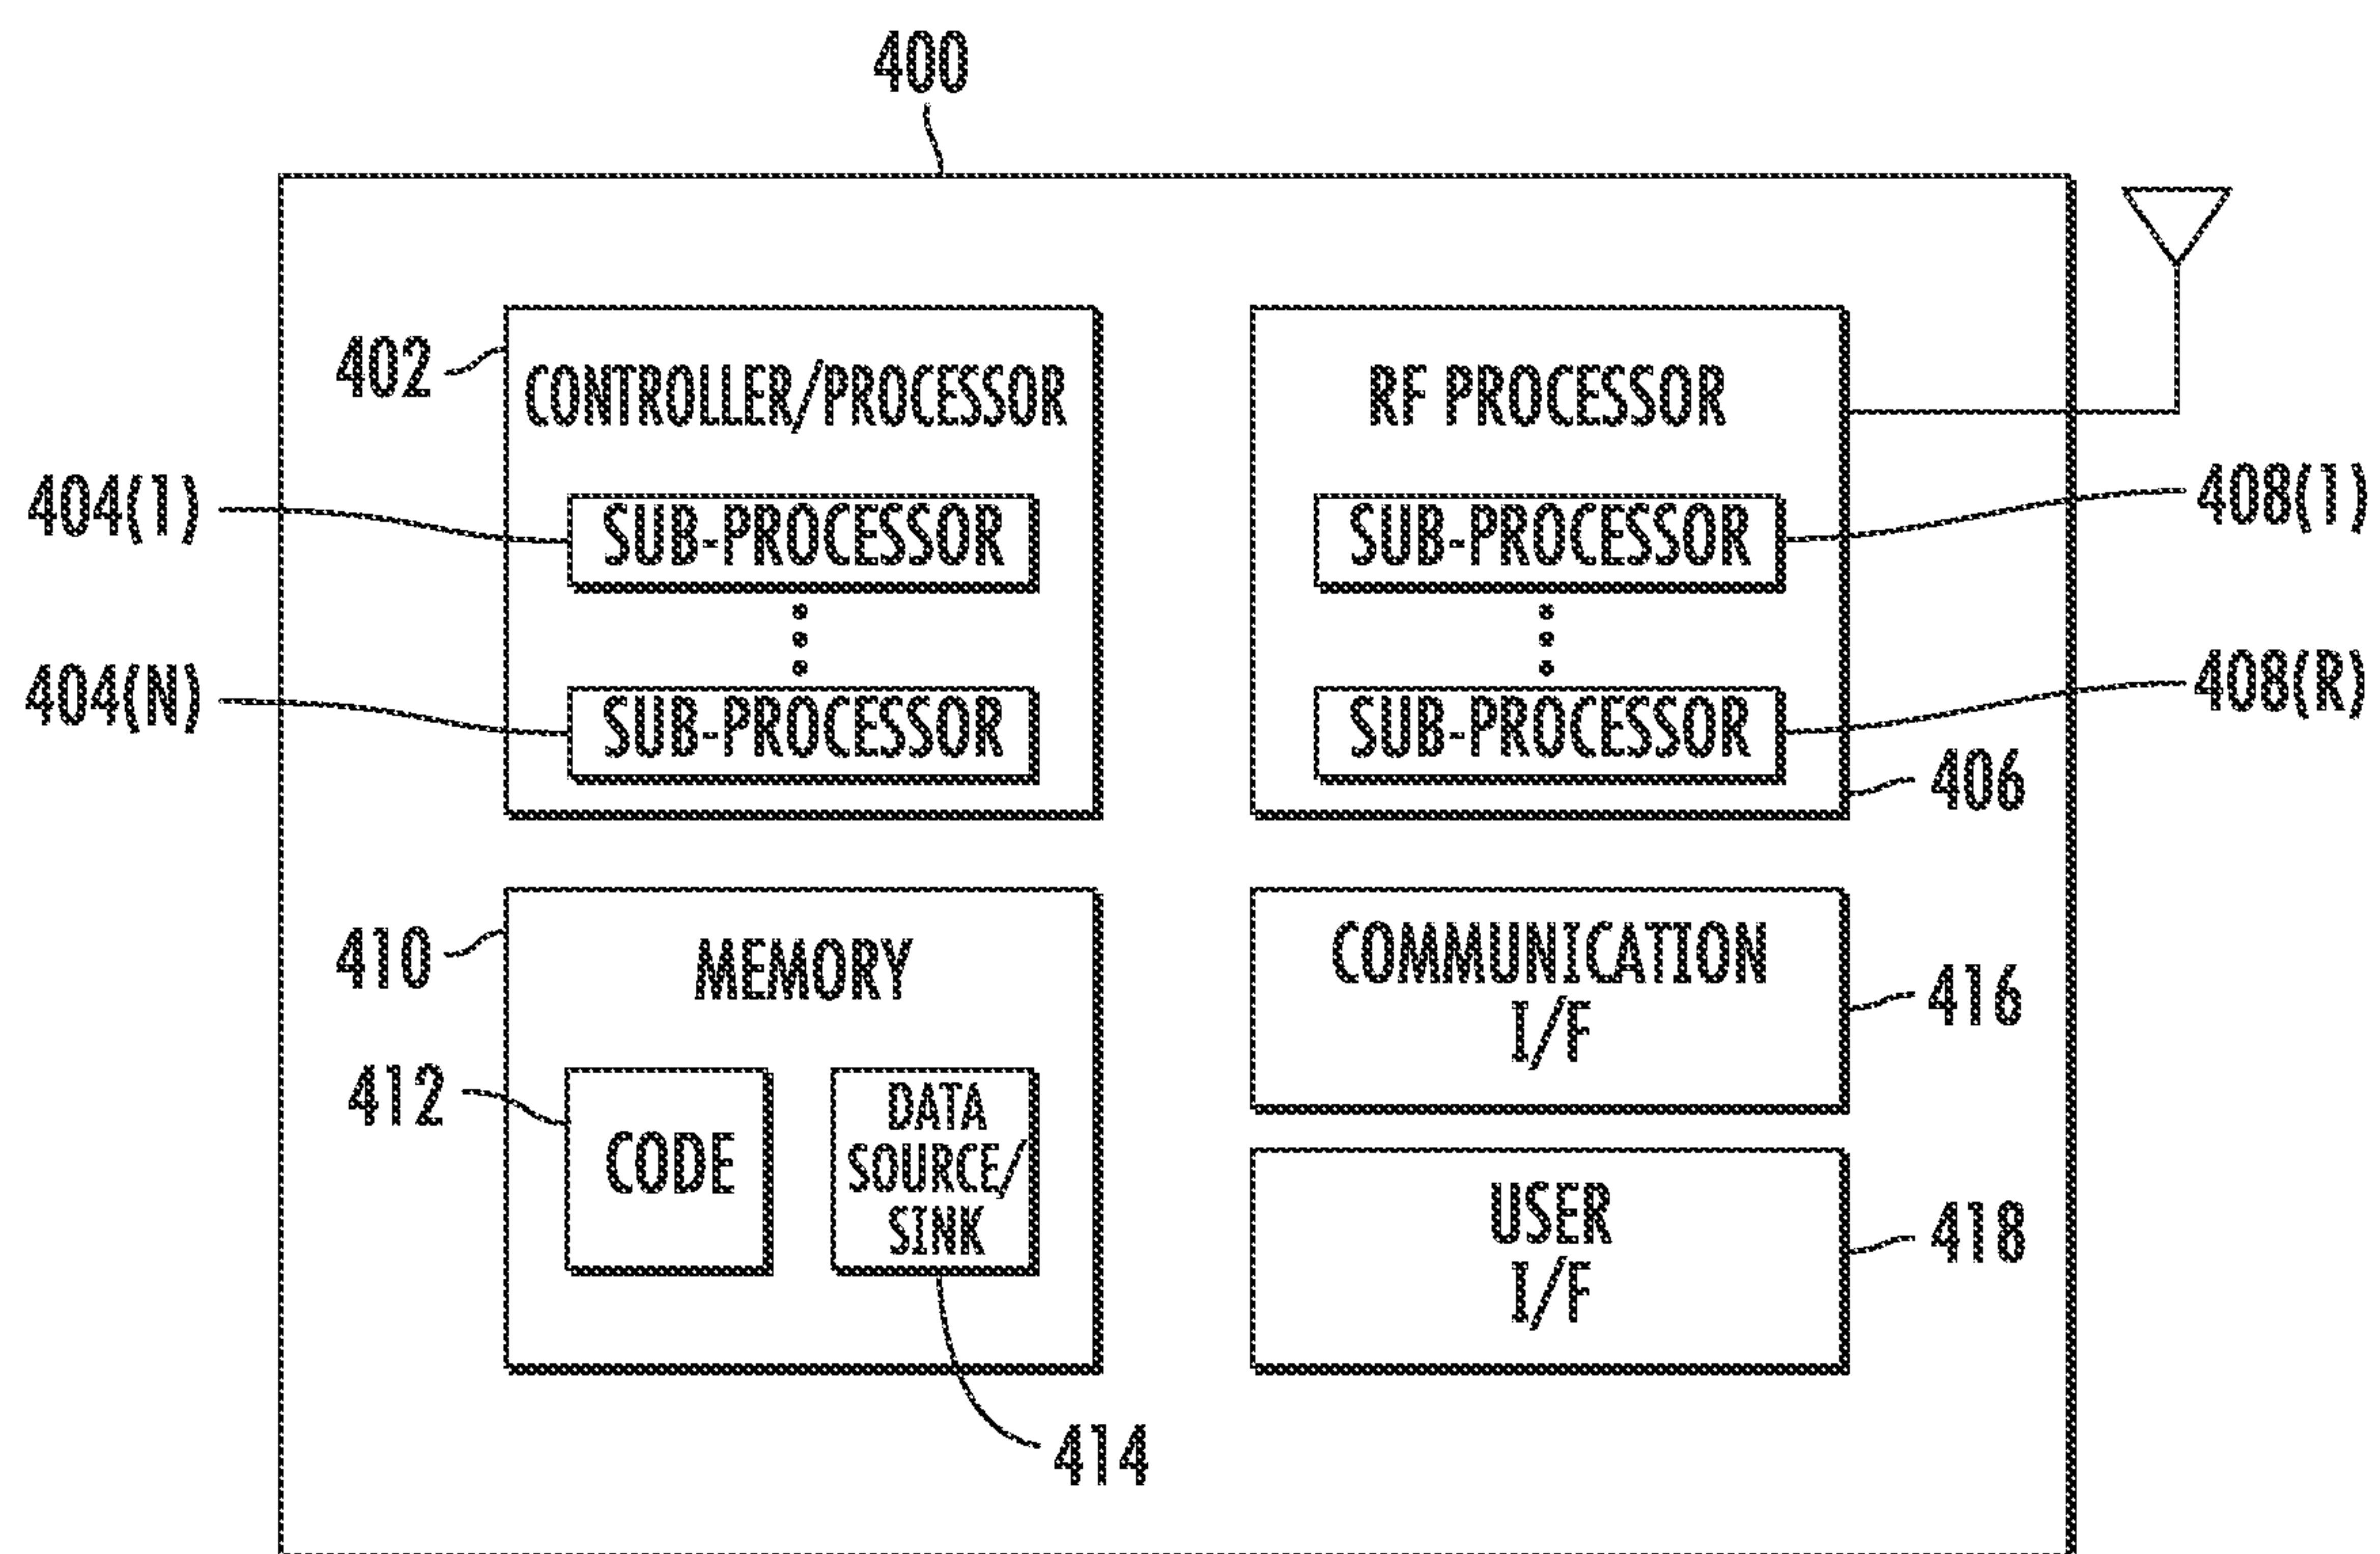 400
402
CONTROLLER/PROCESSOR
RF PROCESSOR
404(1)
SUB-PROCESSOR
SUB-PROCESSOR
408(1)
404(N)
SUB-PROCESSOR
SUB-PROCESSOR
408(R)
406
410
MEMORY
COMMUNICATION
I/F
416
412
CODE
DATA
SOURCE/
SINK
USER
I/F
418
414